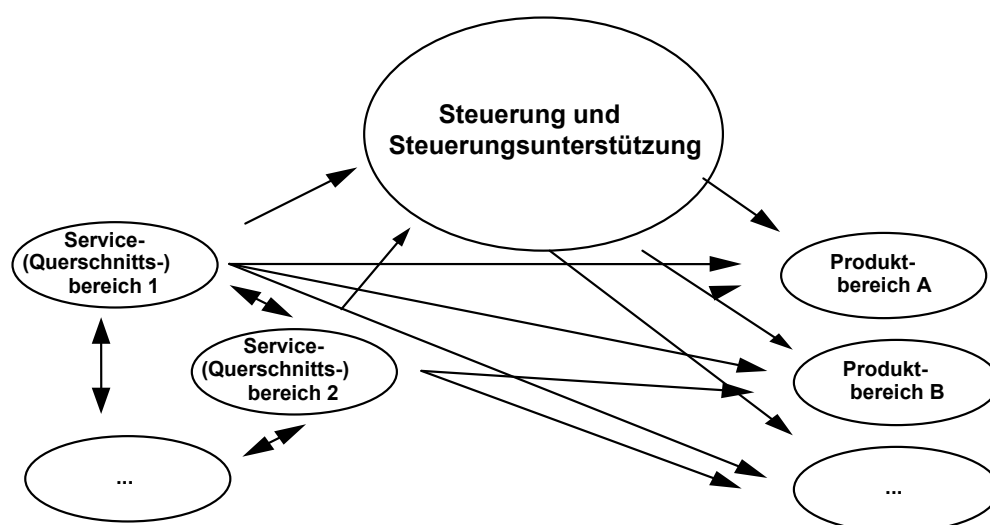 Steuerung und
Steuerungsunterstützung
Service-
(Querschnitts-)
bereich 1
Produkt-
bereich A
Service-
(Querschnitts-)
bereich 2
Produkt-
bereich B
...
...